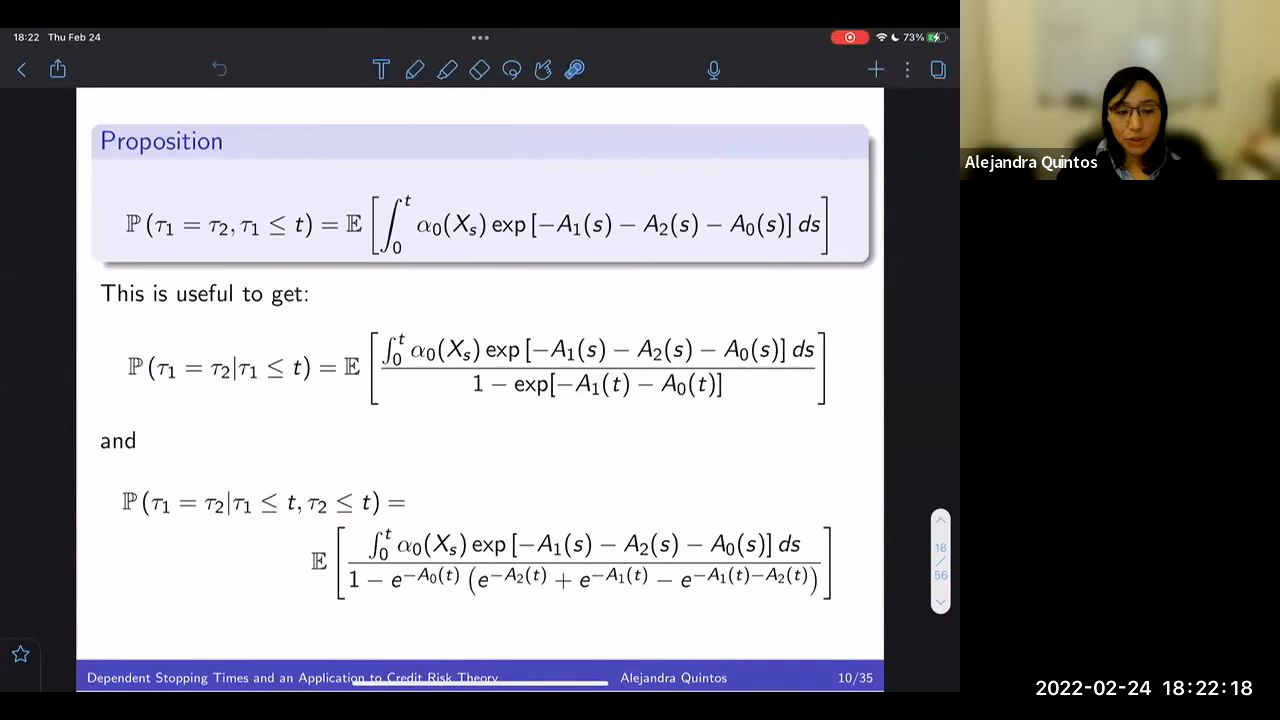 18:22 Thu Feb 24
73%
Proposition
ℙ (τ₁ = τ₂, τ₁ ≤ t) = 𝔼 [ ∫₀ᵗ α₀(Xₛ) exp [−A₁(s) − A₂(s) − A₀(s)] ds ]
This is useful to get:
ℙ (τ₁ = τ₂|τ₁ ≤ t) = 𝔼 [ ∫₀ᵗ α₀(Xₛ) exp [−A₁(s) − A₂(s) − A₀(s)] ds / 1 − exp[−A₁(t) − A₀(t)] ]
and
ℙ (τ₁ = τ₂|τ₁ ≤ t, τ₂ ≤ t) =
𝔼 [ ∫₀ᵗ α₀(Xₛ) exp [−A₁(s) − A₂(s) − A₀(s)] ds / 1 − e^{−A₀(t)} (e^{−A₂(t)} + e^{−A₁(t)} − e^{−A₁(t)−A₂(t)}) ]
18
/
56
Dependent Stopping Times and an Application to Credit Risk Theory Alejandra Quintos 10/35
Alejandra Quintos
2022-02-24 18:22:18